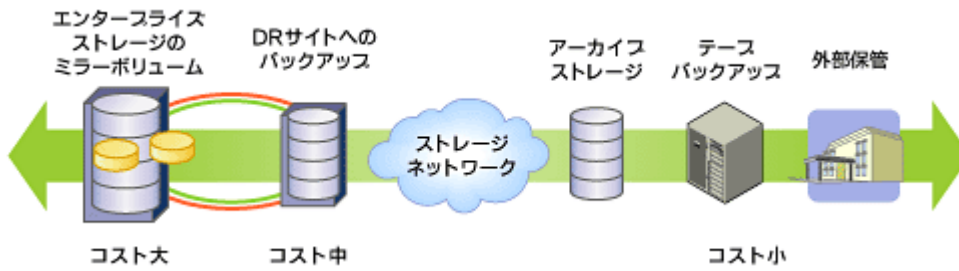 エンタープライズ
ストレージの
ミラーボリューム
DRサイトへの
バックアップ
アーカイブ
ストレージ
テープ
バックアップ
外部保管
ストレージ
ネットワーク
コスト大
コスト中
コスト小